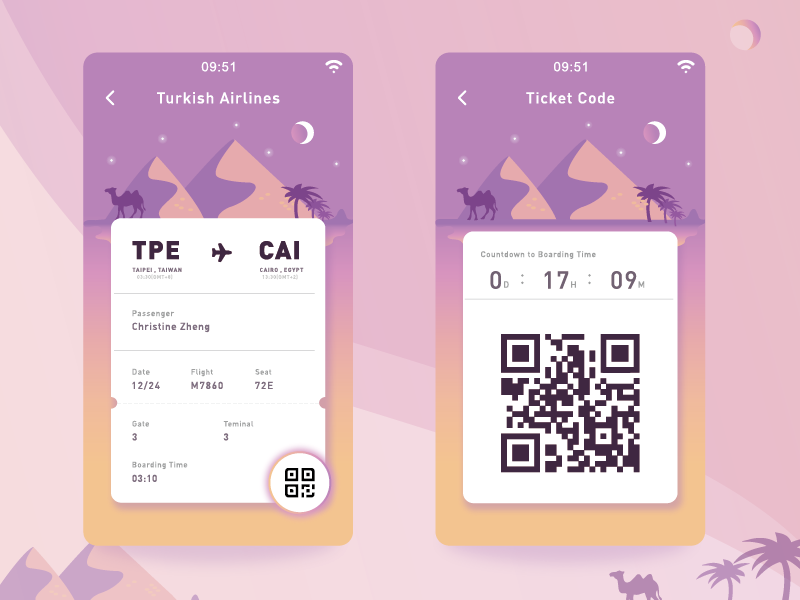 09:51
Turkish Airlines
TPE CAI
TAIPEI , TAIWAN CAIRO , EGYPT
03:30(GMT+8) 13:30(GMT+2)
Passenger
Christine Zheng
Date Flight Seat
12/24 M7860 72E
Gate Teminal
3 3
Boarding Time
03:10
09:51
Ticket Code
Countdown to Boarding Time
0D : 17H : 09M